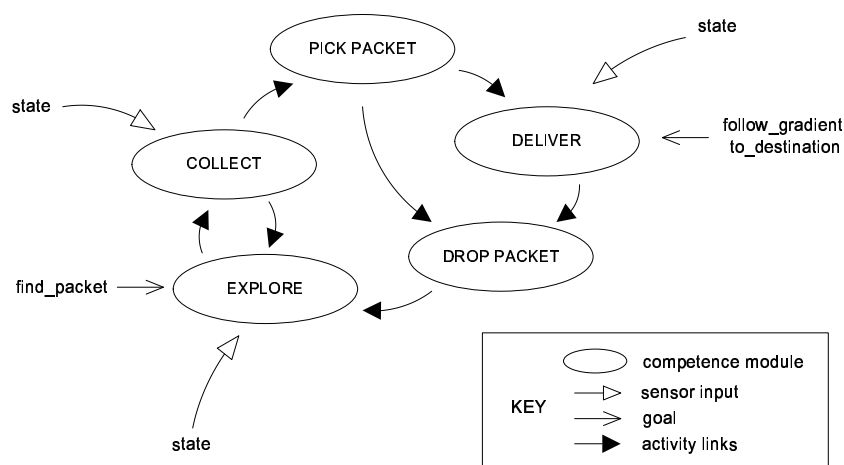 PICK PACKET
state
state
COLLECT
DELIVER
follow_gradient
to_destination
DROP PACKET
find_packet
EXPLORE
state
KEY
competence module
sensor input
goal
activity links